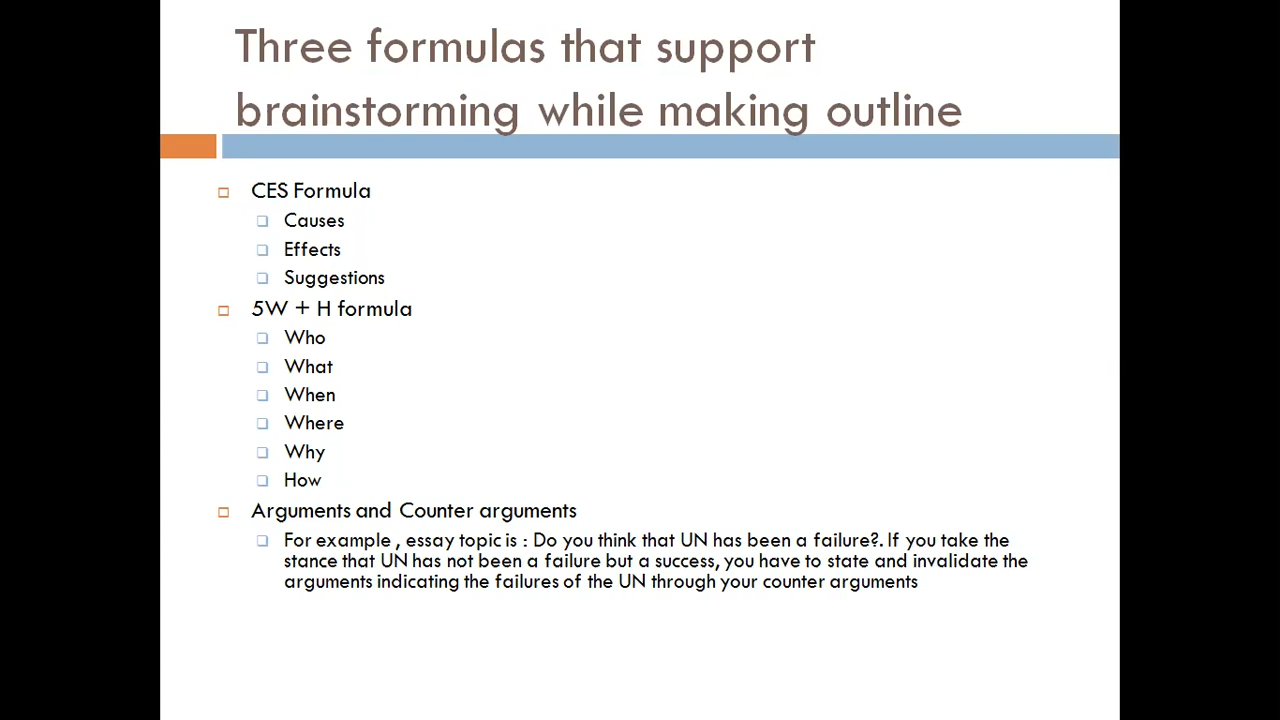 Three formulas that support
brainstorming while making outline
CES Formula
Causes
Effects
Suggestions
5W + H formula
Who
What
When
Where
Why
How
Arguments and Counter arguments
For example , essay topic is : Do you think that UN has been a failure?. If you take the
stance that UN has not been a failure but a success, you have to state and invalidate the
arguments indicating the failures of the UN through your counter arguments